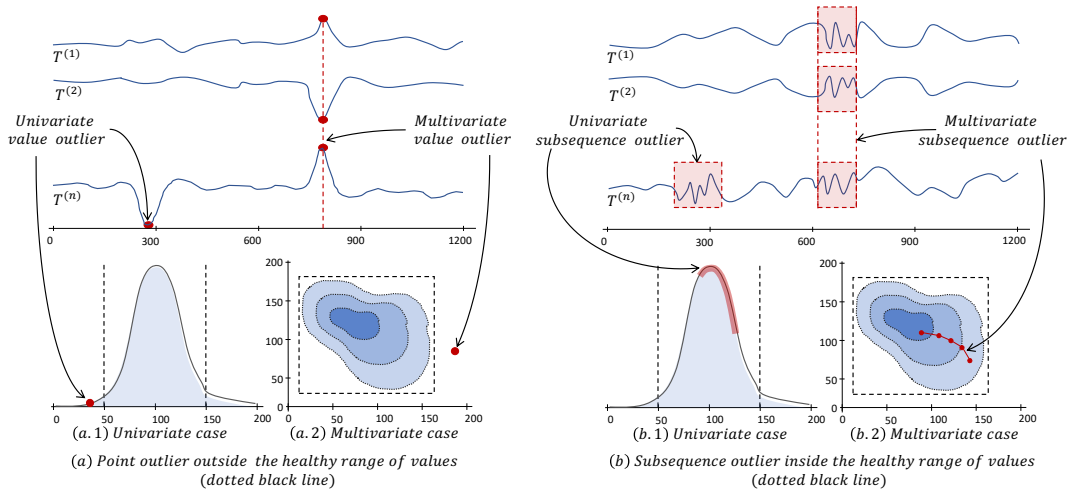 T(1)
T(2)
Univariate
value outlier
Multivariate
value outlier
T(n)
0 300 600 900 1200
200
150
100
50
0 50 100 150 200
0 50 100 150 200
(a.1) Univariate case
(a.2) Multivariate case
(a) Point outlier outside the healthy range of values
(dotted black line)
T(1)
T(2)
Univariate
subsequence outlier
Multivariate
subsequence outlier
T(n)
0 300 600 900 1200
200
150
100
50
0 50 100 150 200
0 50 100 150 200
(b.1) Univariate case
(b.2) Multivariate case
(b) Subsequence outlier inside the healthy range of values
(dotted black line)